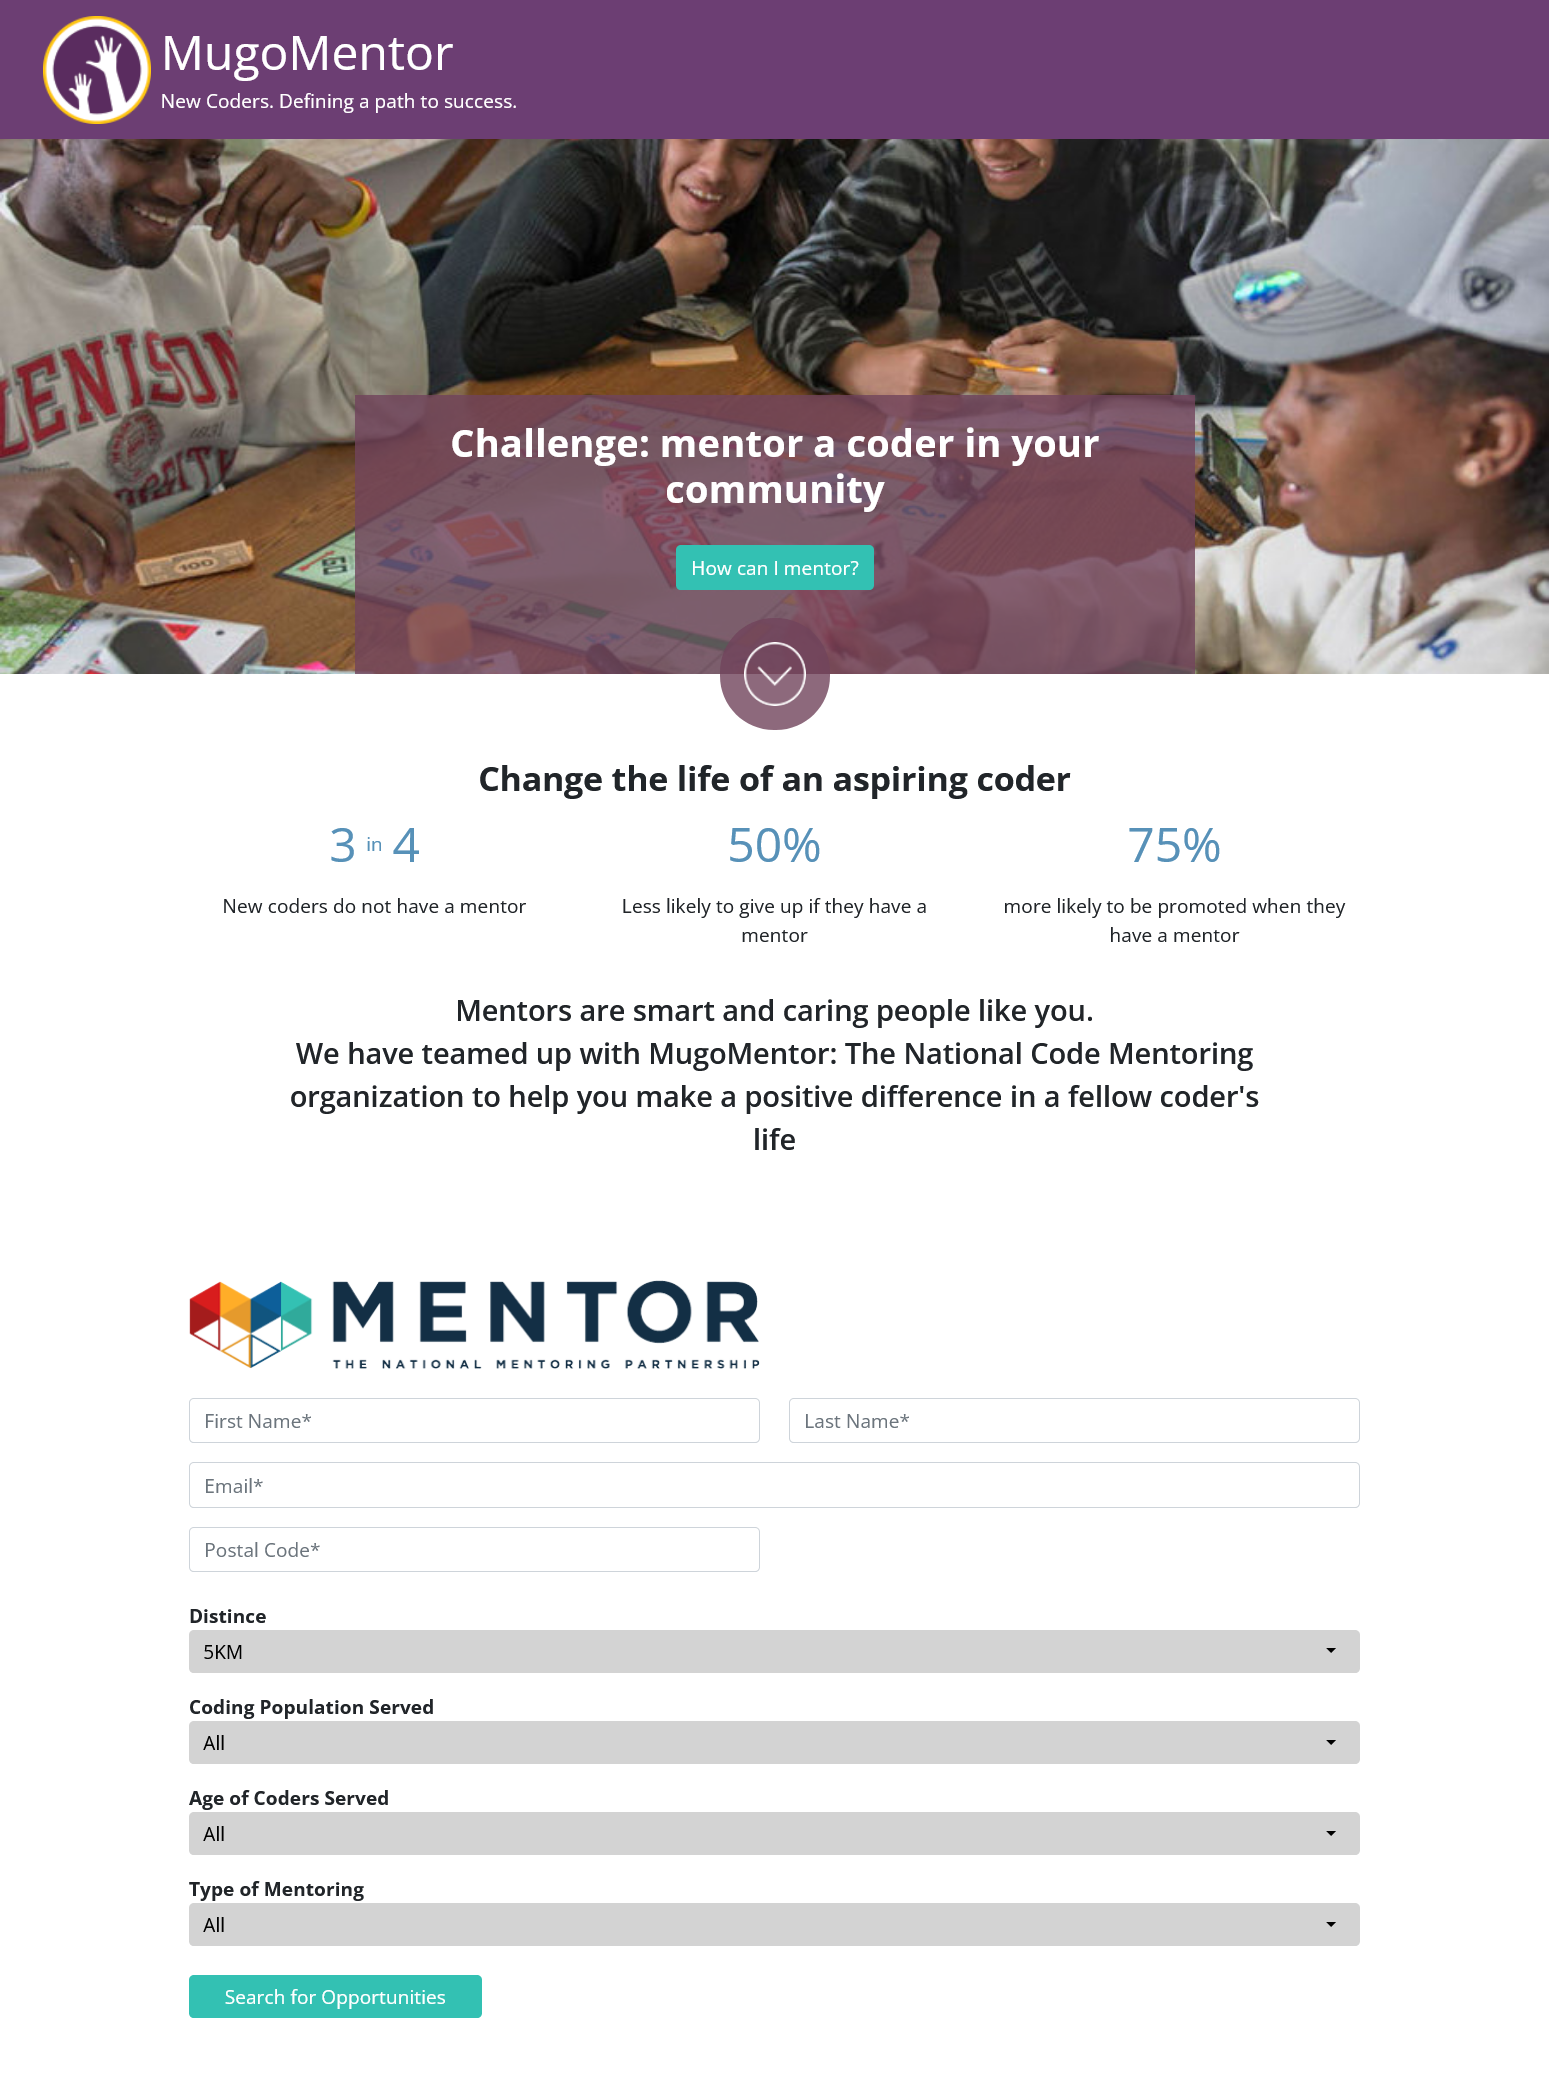 MugoMentor
New Coders. Defining a path to success.
MONOPOLY
GO
100
Challenge: mentor a coder in your
community
How can I mentor?
Change the life of an aspiring coder
3 in 4
50%
75%
New coders do not have a mentor
Less likely to give up if they have a
mentor
more likely to be promoted when they
have a mentor
Mentors are smart and caring people like you.
We have teamed up with MugoMentor: The National Code Mentoring
organization to help you make a positive difference in a fellow coder's
life
MENTOR
THE NATIONAL MENTORING PARTNERSHIP
First Name*
Last Name*
Email*
Postal Code*
Distince
5KM
Coding Population Served
All
Age of Coders Served
All
Type of Mentoring
All
Search for Opportunities